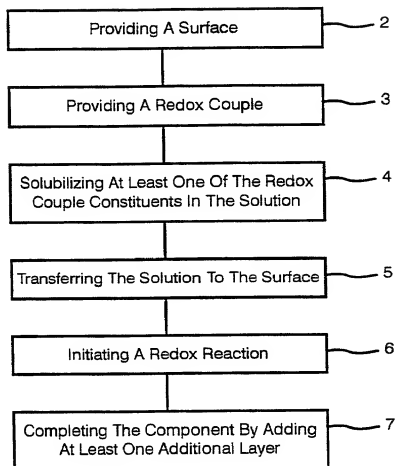 Providing A Surface
2
Providing A Redox Couple
3
Solubilizing At Least One Of The Redox
Couple Constituents In The Solution
4
Transferring The Solution To The Surface
5
Initiating A Redox Reaction
6
Completing The Component By Adding
At Least One Additional Layer
7